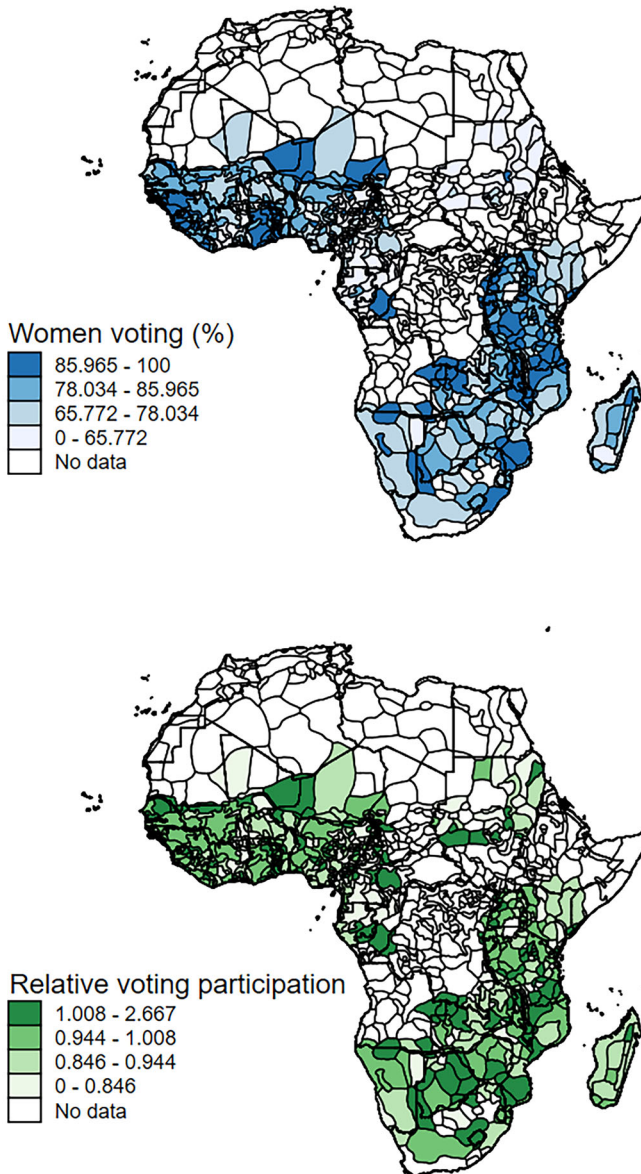 Women voting (%)
85.965 - 100
78.034 - 85.965
65.772 - 78.034
0 - 65.772
No data
Relative voting participation
1.008 - 2.667
0.944 - 1.008
0.846 - 0.944
0 - 0.846
No data